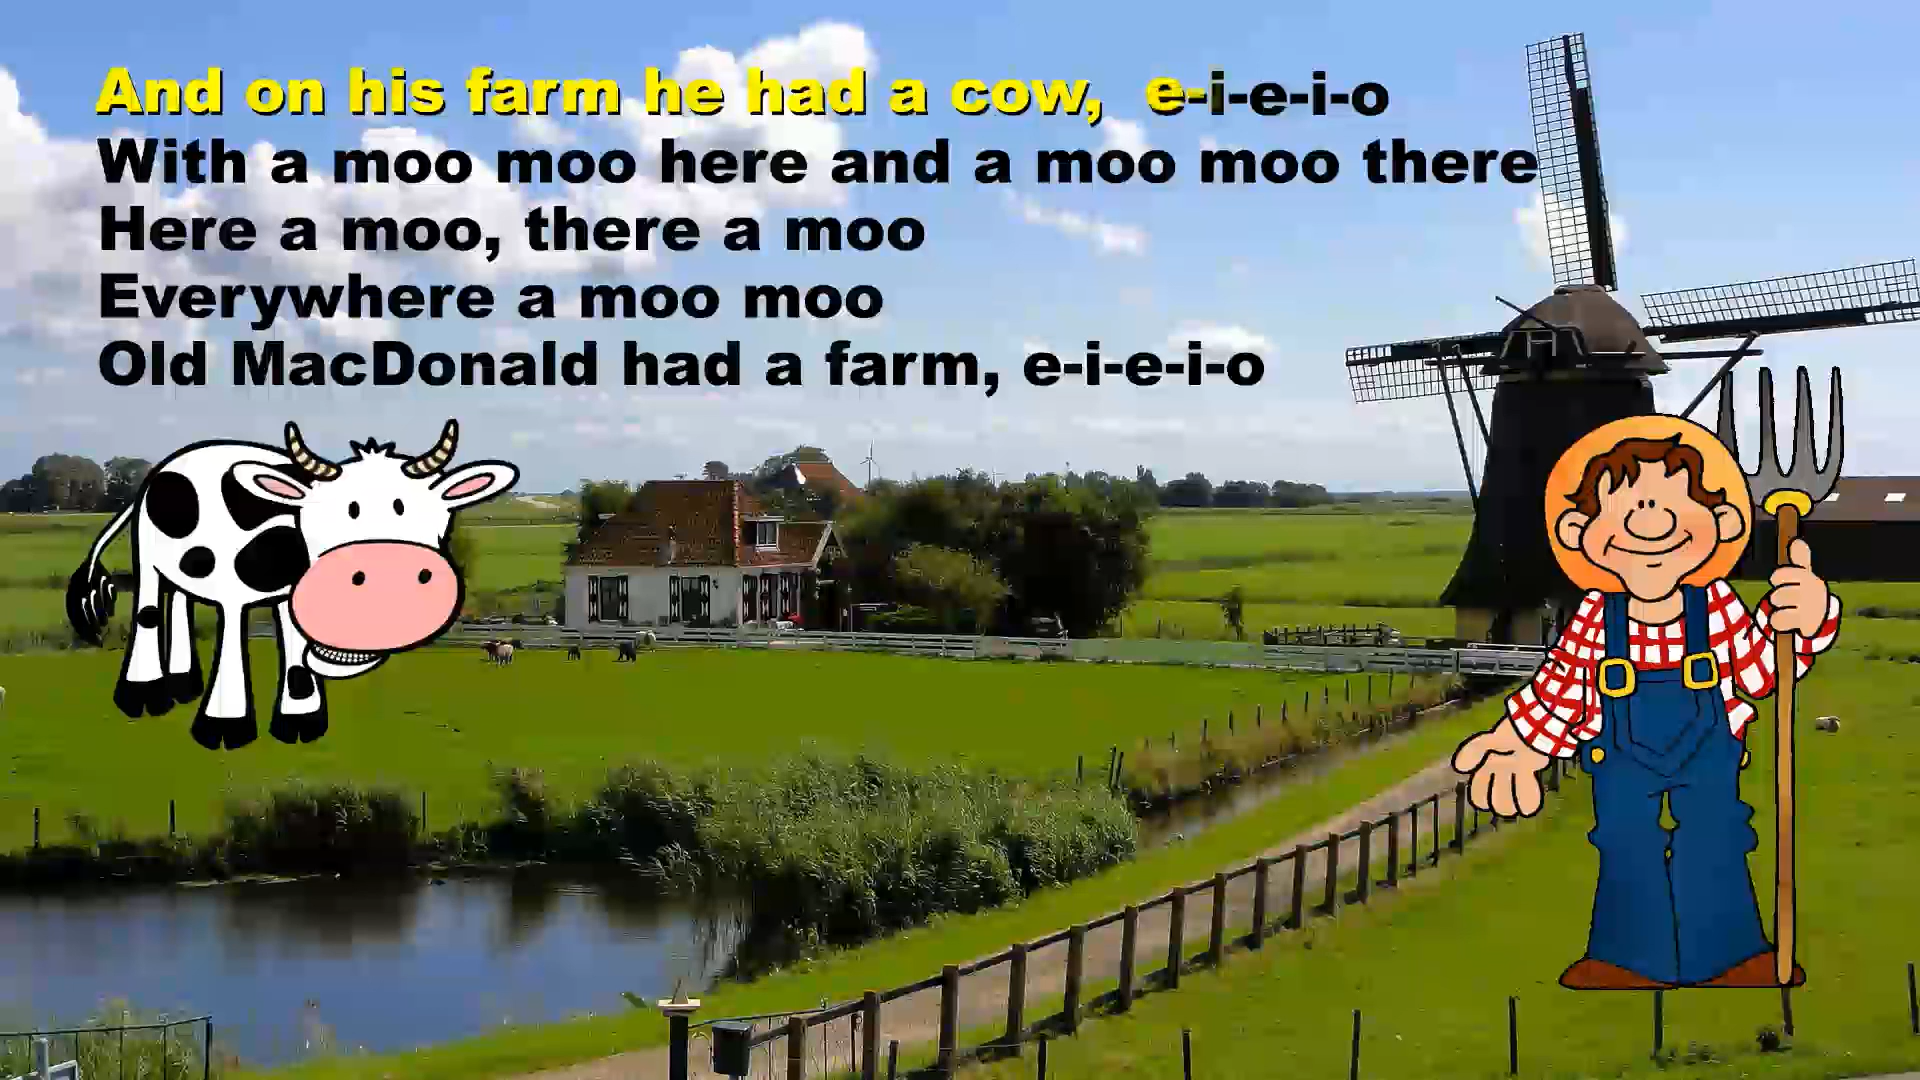 And on his farm he had a cow, e-i-e-i-o
With a moo moo here and a moo moo there
Here a moo, there a moo
Everywhere a moo moo
Old MacDonald had a farm, e-i-e-i-o